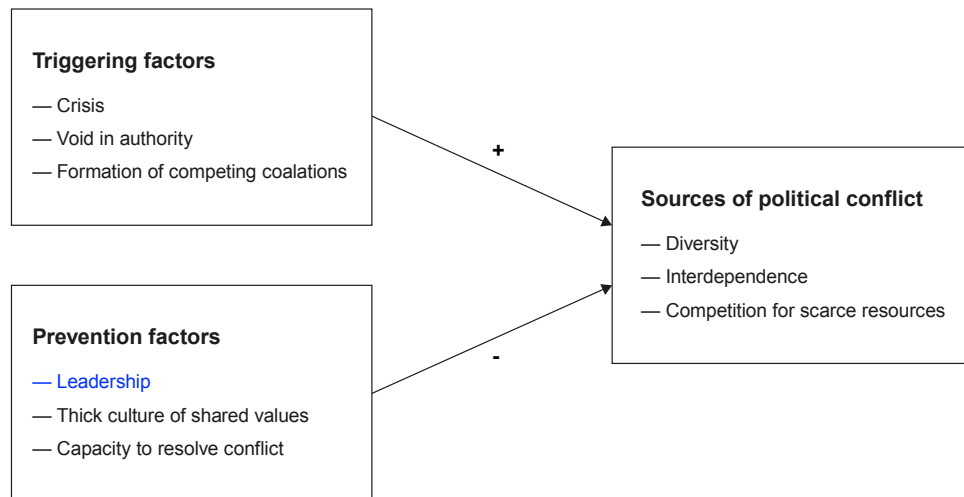 Triggering factors
— Crisis
— Void in authority
— Formation of competing coalations
+
Sources of political conflict
— Diversity
— Interdependence
— Competition for scarce resources
Prevention factors
— Leadership
— Thick culture of shared values
— Capacity to resolve conflict
-